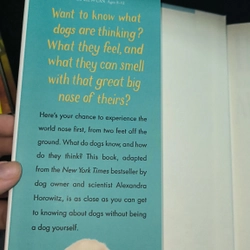 Want to know what
dogs are thinking?
What they feel, and
what they can smell
with that great big
nose of theirs?
Here's your chance to experience the
world nose first, from two feet off the
ground. What do dogs know, and how
do they think? This book, adapted
from the New York Times bestseller by
dog owner and scientist Alexandra
Horowitz, is as close as you can get
to knowing about dogs without being
a dog yourself.